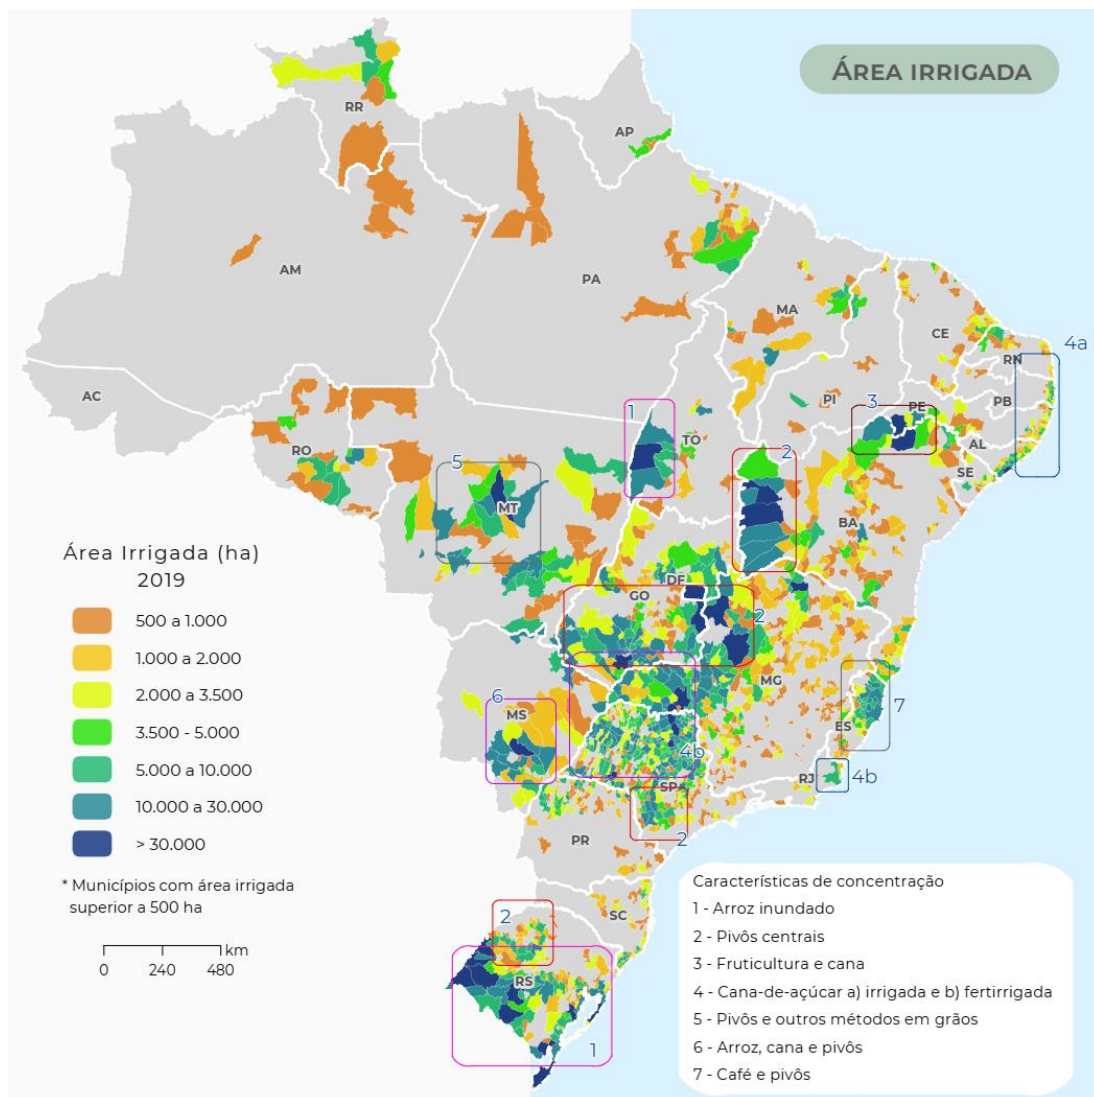 ÁREA IRRIGADA
RR
AP
AM
PA
MA
CE
4a
RN
AC
PI
3
PE
PB
1
TO
2
AL
RO
5
SE
MT
BA
Área Irrigada (ha)
2019
DF
GO
2
500 a 1.000
1.000 a 2.000
MG
2.000 a 3.500
6
MS
7
3.500 - 5.000
ES
4b
5.000 a 10.000
RJ
4b
SPA
10.000 a 30.000
> 30.000
PR
2
* Municípios com área irrigada
superior a 500 ha
Características de concentração
1 - Arroz inundado
2 - Pivôs centrais
3 - Fruticultura e cana
4 - Cana-de-açúcar a) irrigada e b) fertirrigada
5 - Pivôs e outros métodos em grãos
6 - Arroz, cana e pivôs
7 - Café e pivôs
2
SC
km
0 240 480
RS
1